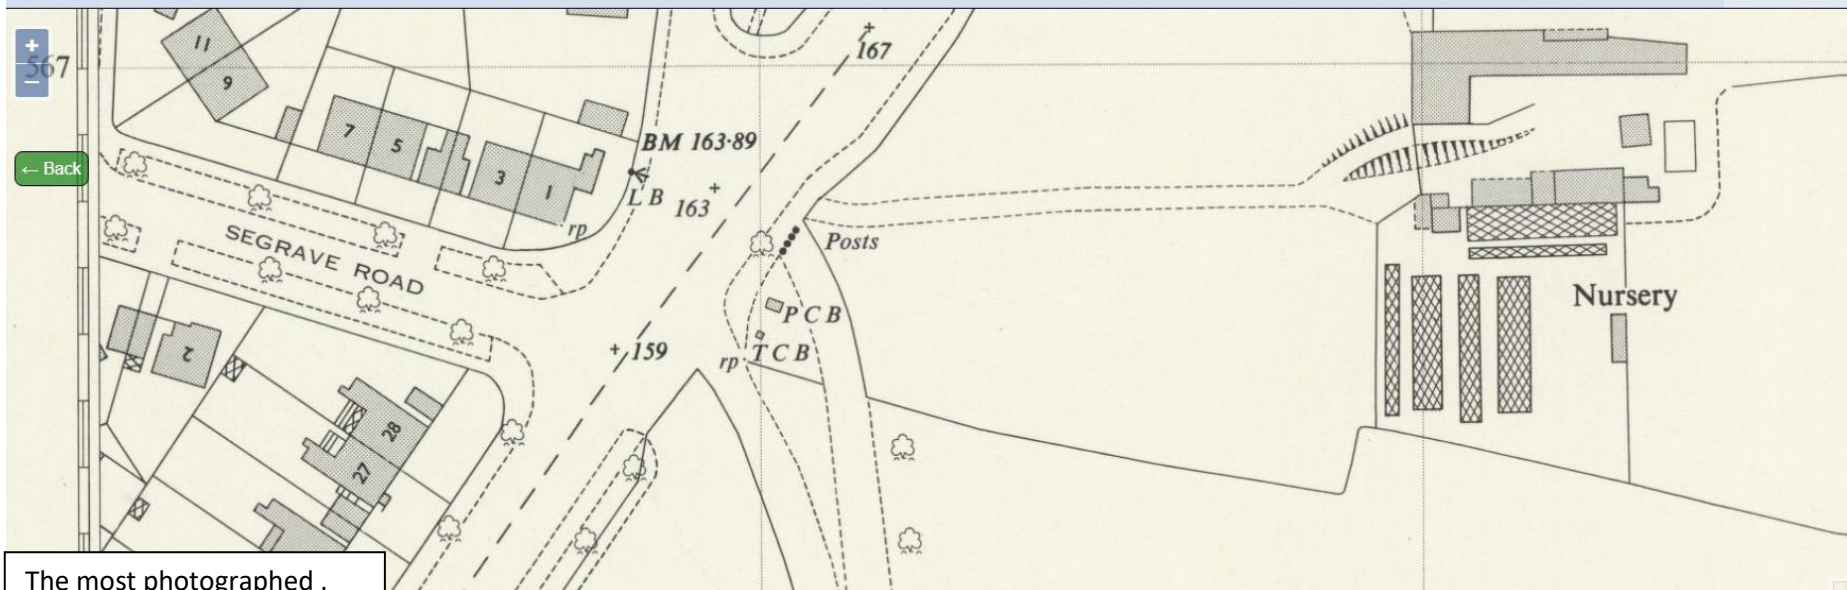 +
567
−
← Back
11
9
7
5
3
1
BM 163·89
L B
163
+
+
167
rp
Posts
SEGRAVE ROAD
P C B
T C B
rp
+
159
2
28
27
Nursery
The most photographed .